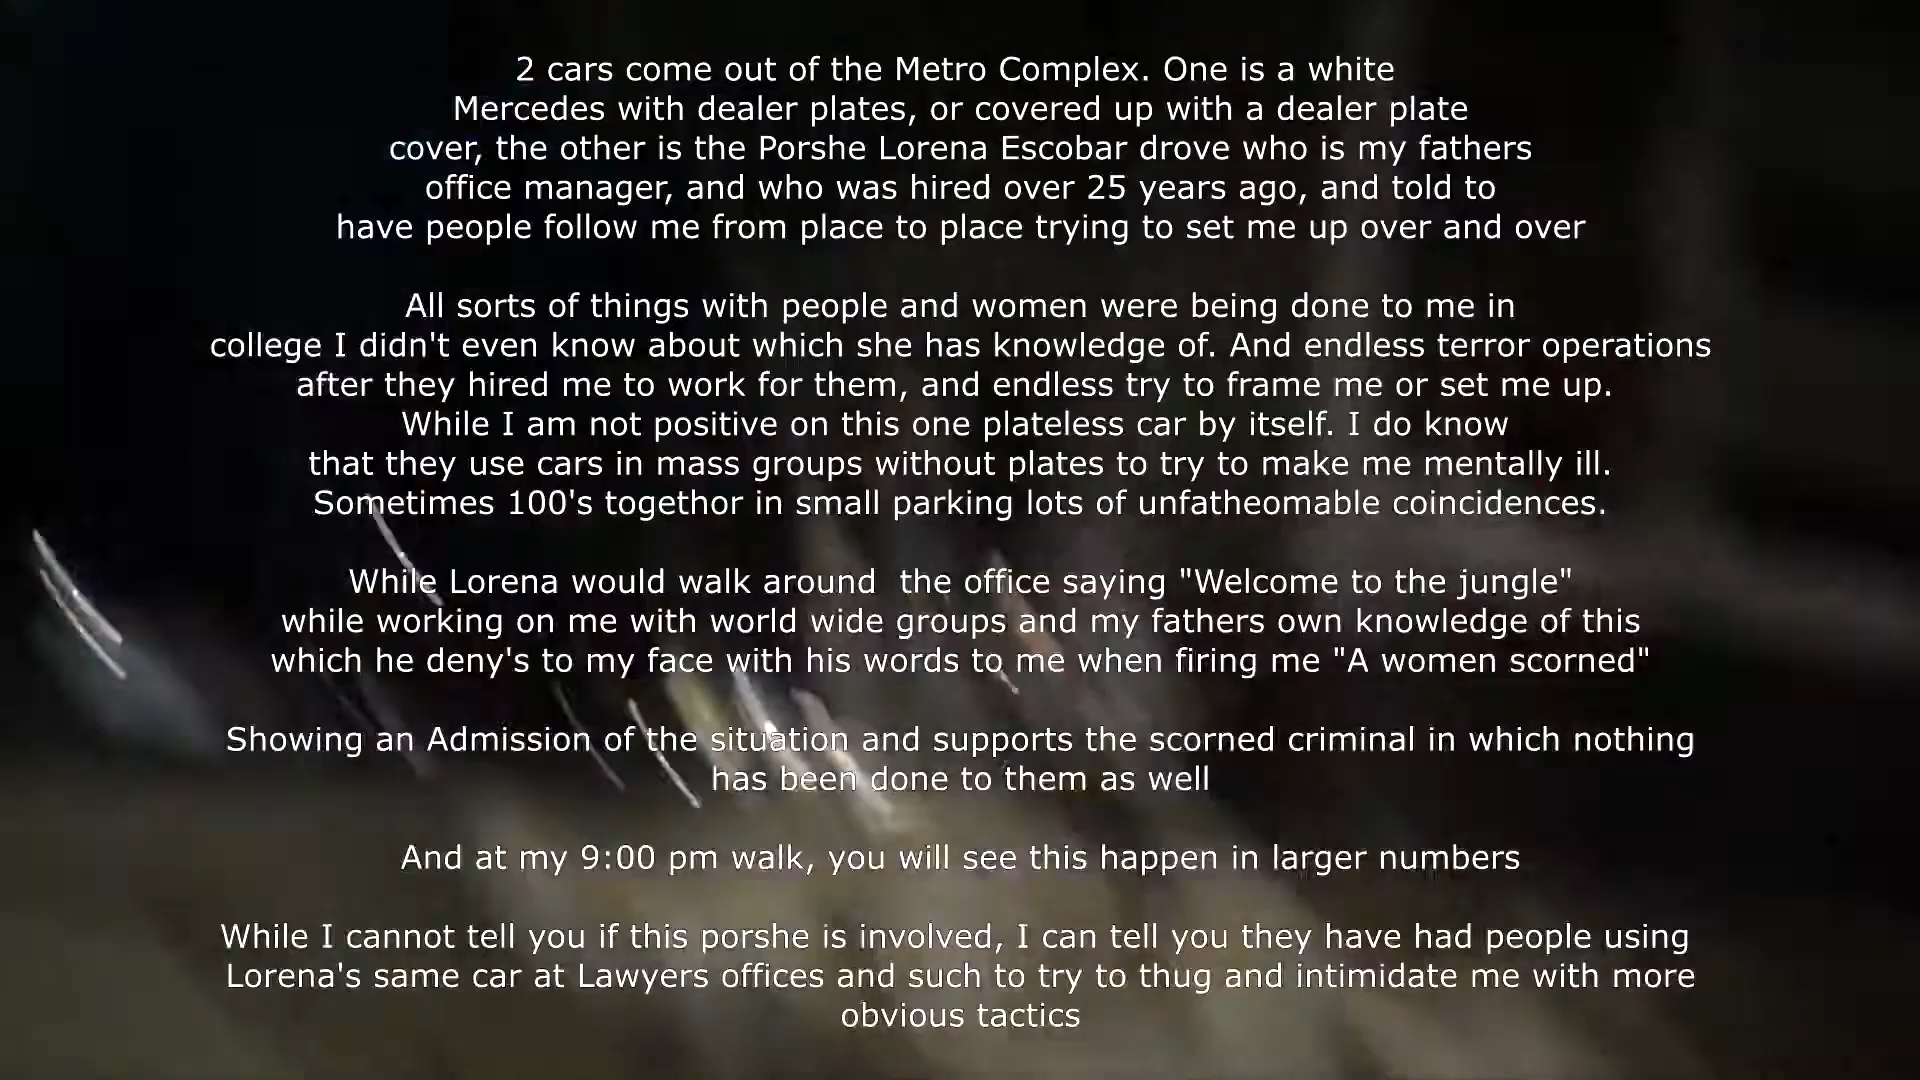 2 cars come out of the Metro Complex. One is a white
Mercedes with dealer plates, or covered up with a dealer plate
cover, the other is the Porshe Lorena Escobar drove who is my fathers
office manager, and who was hired over 25 years ago, and told to
have people follow me from place to place trying to set me up over and over
All sorts of things with people and women were being done to me in
college I didn't even know about which she has knowledge of. And endless terror operations
after they hired me to work for them, and endless try to frame me or set me up.
While I am not positive on this one plateless car by itself. I do know
that they use cars in mass groups without plates to try to make me mentally ill.
Sometimes 100's togethor in small parking lots of unfatheomable coincidences.
While Lorena would walk around  the office saying "Welcome to the jungle"
while working on me with world wide groups and my fathers own knowledge of this
which he deny's to my face with his words to me when firing me "A women scorned"
Showing an Admission of the situation and supports the scorned criminal in which nothing
has been done to them as well
And at my 9:00 pm walk, you will see this happen in larger numbers
While I cannot tell you if this porshe is involved, I can tell you they have had people using
Lorena's same car at Lawyers offices and such to try to thug and intimidate me with more
obvious tactics